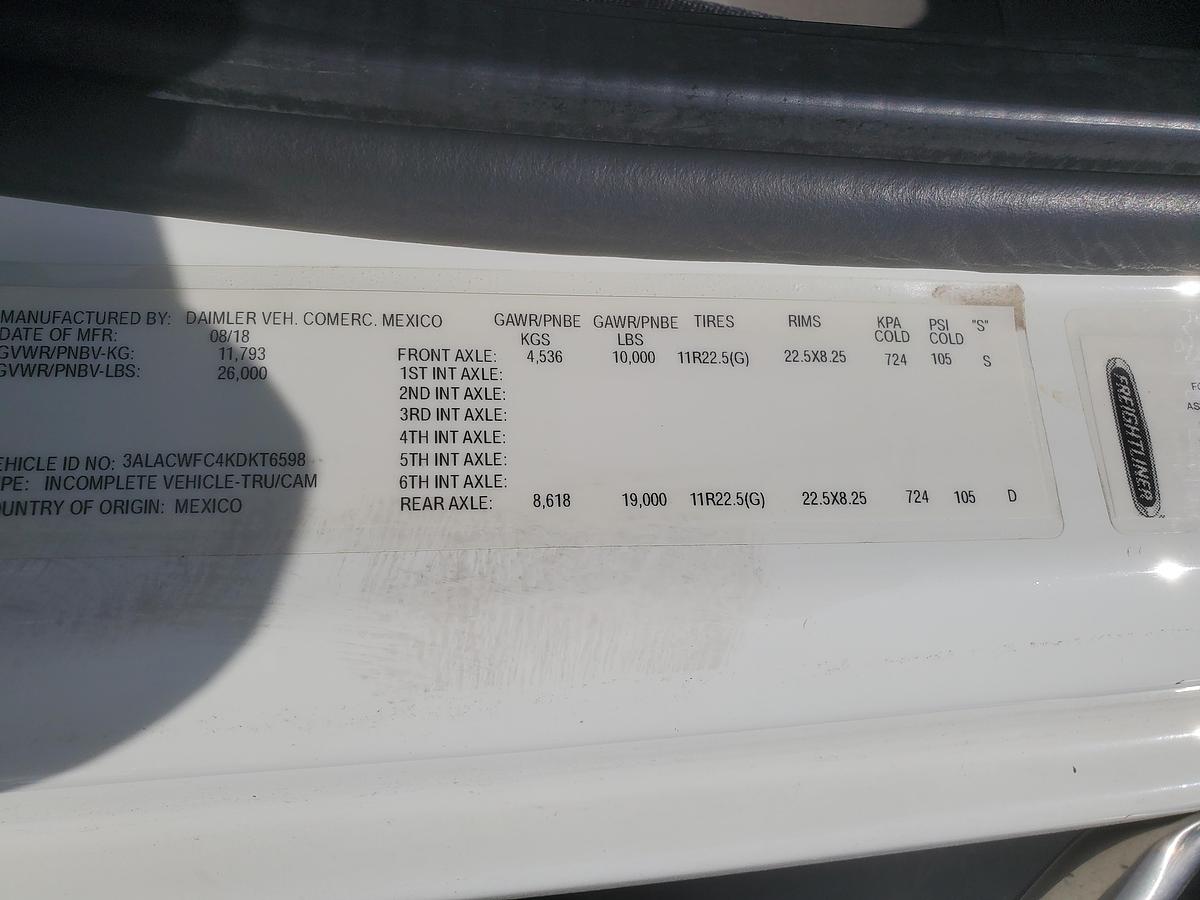 MANUFACTURED BY: DAIMLER VEH. COMERC. MEXICO GAWR/PNBE GAWR/PNBE TIRES RIMS KPA PSI "S"
DATE OF MFR: 08/18 KGS LBS COLD COLD
GVWR/PNBV-KG: 11,793 FRONT AXLE: 4,536 10,000 11R22.5(G) 22.5X8.25 724 105 S
GVWR/PNBV-LBS: 26,000 1ST INT AXLE:
2ND INT AXLE:
3RD INT AXLE:
4TH INT AXLE:
EHICLE ID NO: 3ALACWFC4KDKT6598 5TH INT AXLE:
PE: INCOMPLETE VEHICLE-TRU/CAM 6TH INT AXLE:
OUNTRY OF ORIGIN: MEXICO REAR AXLE: 8,618 19,000 11R22.5(G) 22.5X8.25 724 105 D
FREIGHTLINER